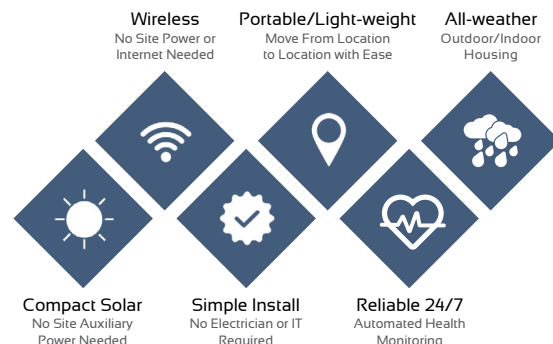 Wireless
No Site Power or
Internet Needed
Portable/Light-weight
Move From Location
to Location with Ease
All-weather
Outdoor/Indoor
Housing
Compact Solar
No Site Auxiliary
Power Needed
Simple Install
No Electrician or IT
Required
Reliable 24/7
Automated Health
Monitoring